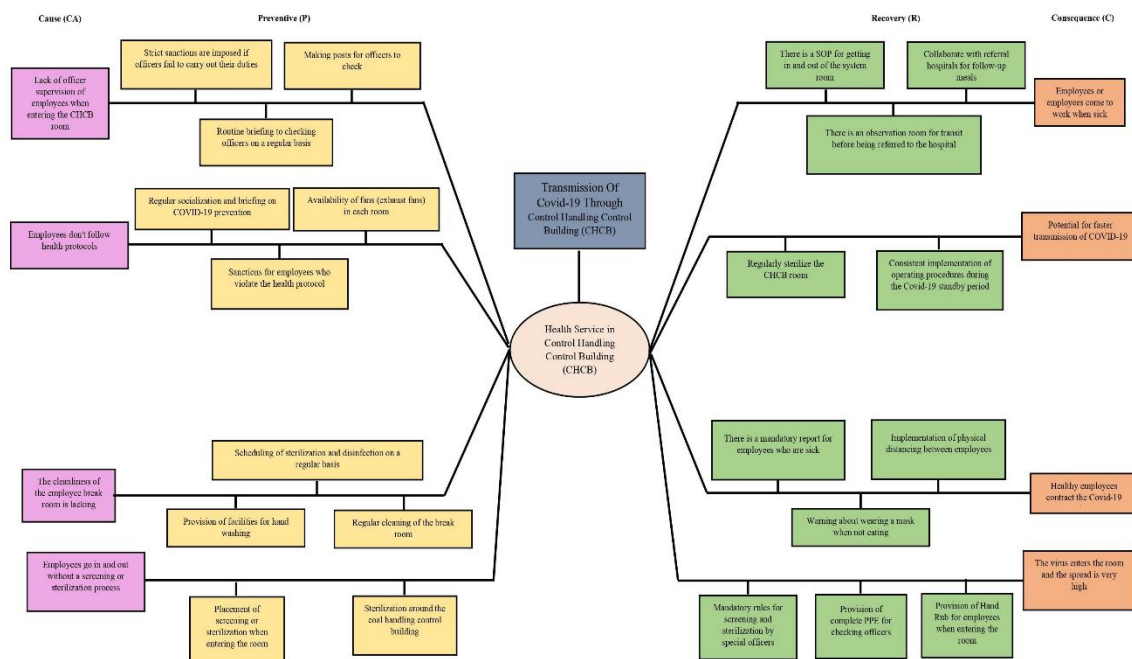 Cause (CA)
Preventive (P)
Recovery (R)
Consequence (C)
Strict sanctions are imposed if
officers fail to carry out their duties
Making posts for officers to
check
Lack of officer
supervision of
employees when
entering the CHCB
room
Routine briefing to checking
officers on a regular basis
Regular socialization and briefing on
COVID-19 prevention
Availability of fans (exhaust fans)
in each room
Employees don't follow
health protocols
Sanctions for employees who
violate the health protocol
Scheduling of sterilization and disinfection on a
regular basis
The cleanliness of
the employee break
room is lacking
Provision of facilities for hand
washing
Regular cleaning of the break
room
Employees go in and out
without a screening or
sterilization process
Placement of
screening or
sterilization when
entering the room
Sterilization around the
coal handling control
building
Transmission Of
Covid-19 Through
Control Handling Control
Building (CHCB)
Health Service in
Control Handling
Control Building
(CHCB)
There is a SOP for getting
in and out of the system
room
Collaborate with referral
hospitals for follow-up
meals
Employees or
employees come to
work when sick
There is an observation room for transit
before being referred to the hospital
Potential for faster
transmission of COVID-19
Regularly sterilize the
CHCB room
Consistent implementation of
operating procedures during
the Covid-19 standby period
There is a mandatory report for
employees who are sick
Implementation of physical
distancing between employees
Healthy employees
contract the Covid-19
Warning about wearing a mask
when not eating
The virus enters the room
and the spread is very
high
Mandatory rules for
screening and
sterilization by
special officers
Provision of
complete PPE for
checking officers
Provision of Hand
Rub for employees
when entering the
room